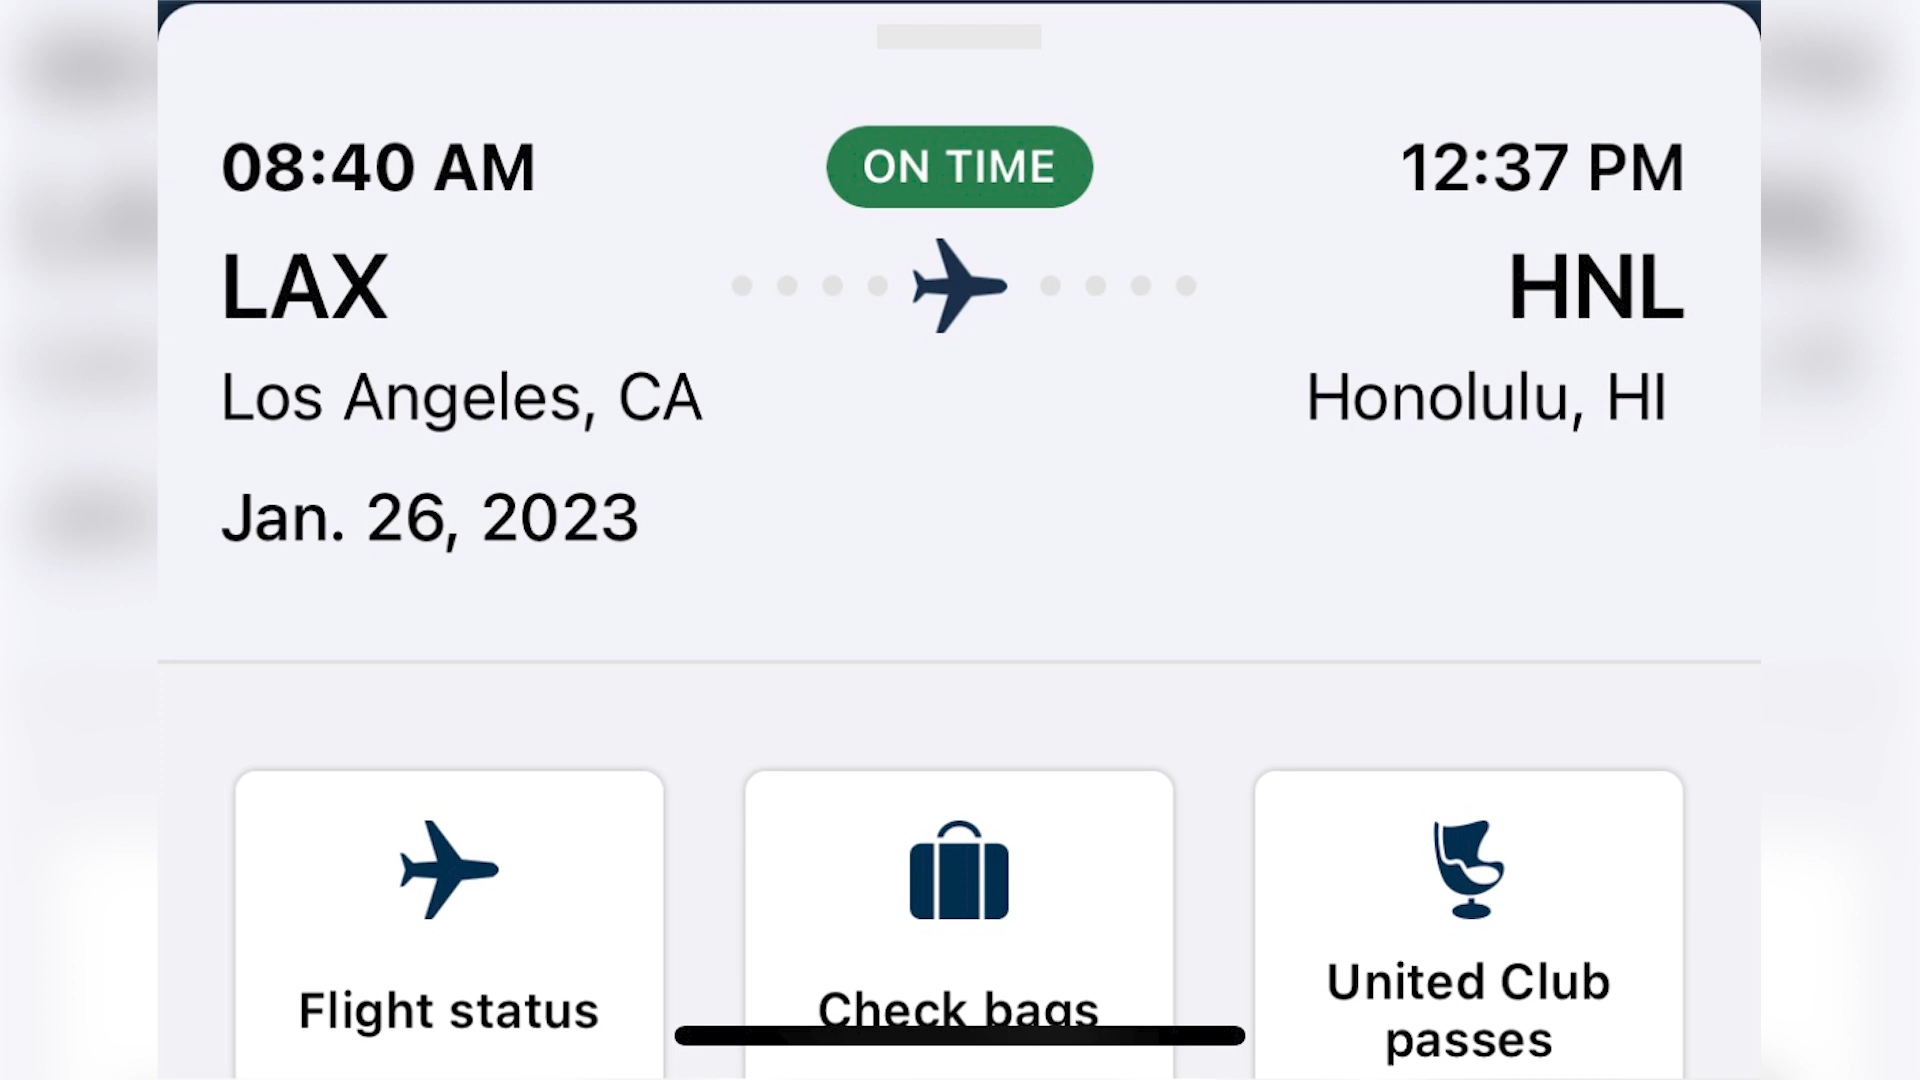 08:40 AM
ON TIME
12:37 PM
LAX
HNL
Los Angeles, CA
Honolulu, HI
Jan. 26, 2023
Flight status
Check bags
United Club
passes